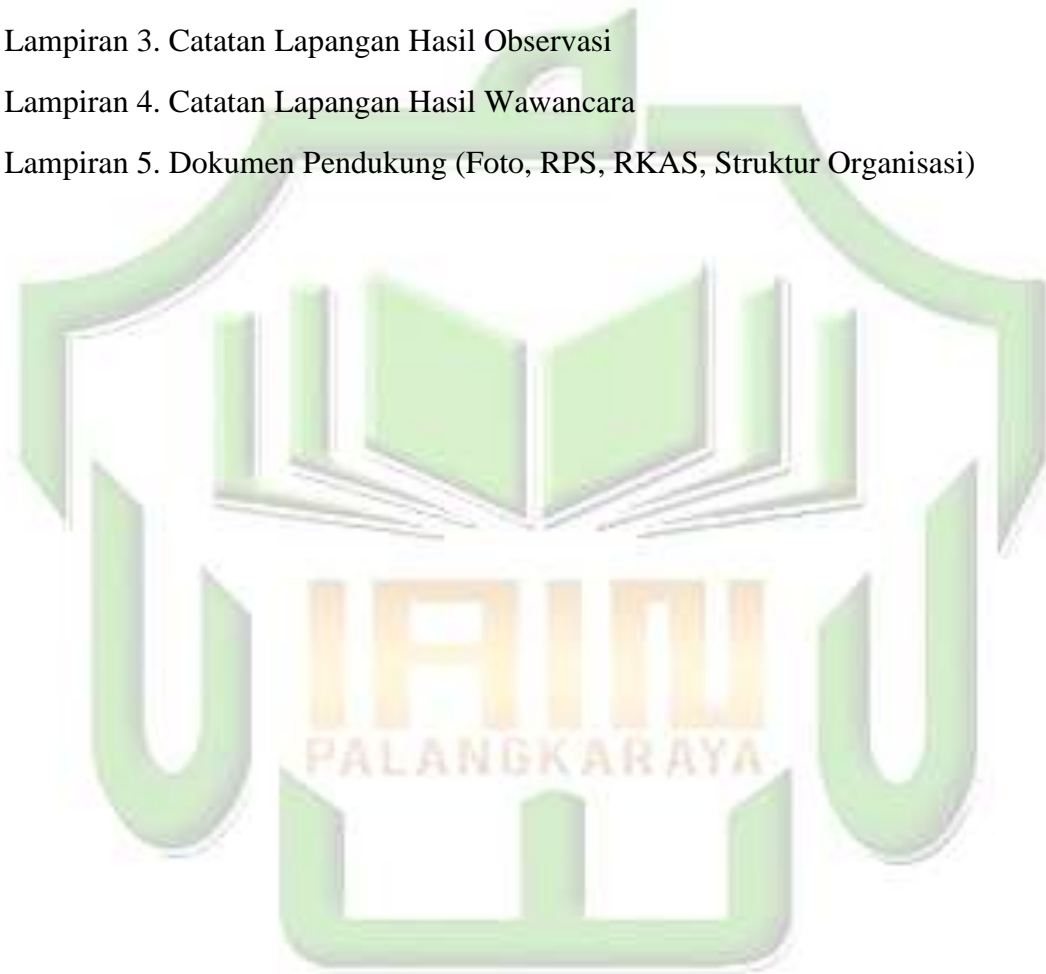 Lampiran 3. Catatan Lapangan Hasil Observasi
Lampiran 4. Catatan Lapangan Hasil Wawancara
Lampiran 5. Dokumen Pendukung (Foto, RPS, RKAS, Struktur Organisasi)
IAIN
PALANGKARAYA